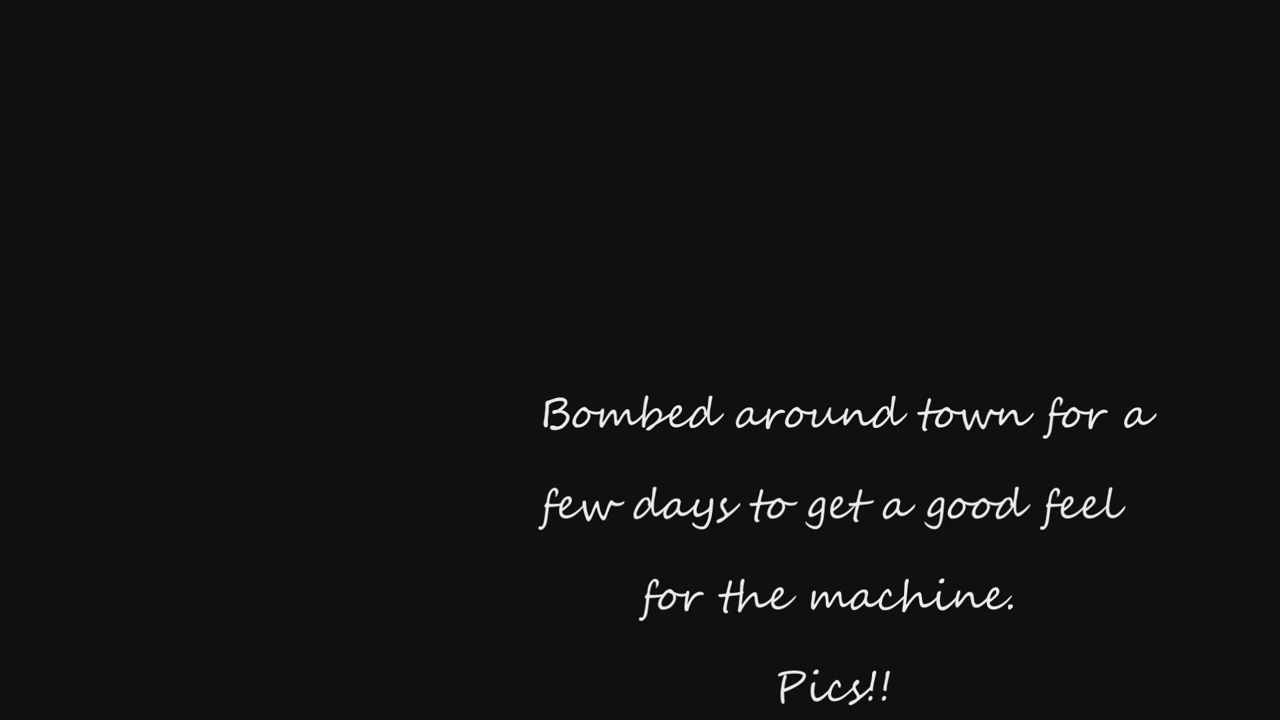 Bombed around town for a
few days to get a good feel
for the machine.
Pics!!